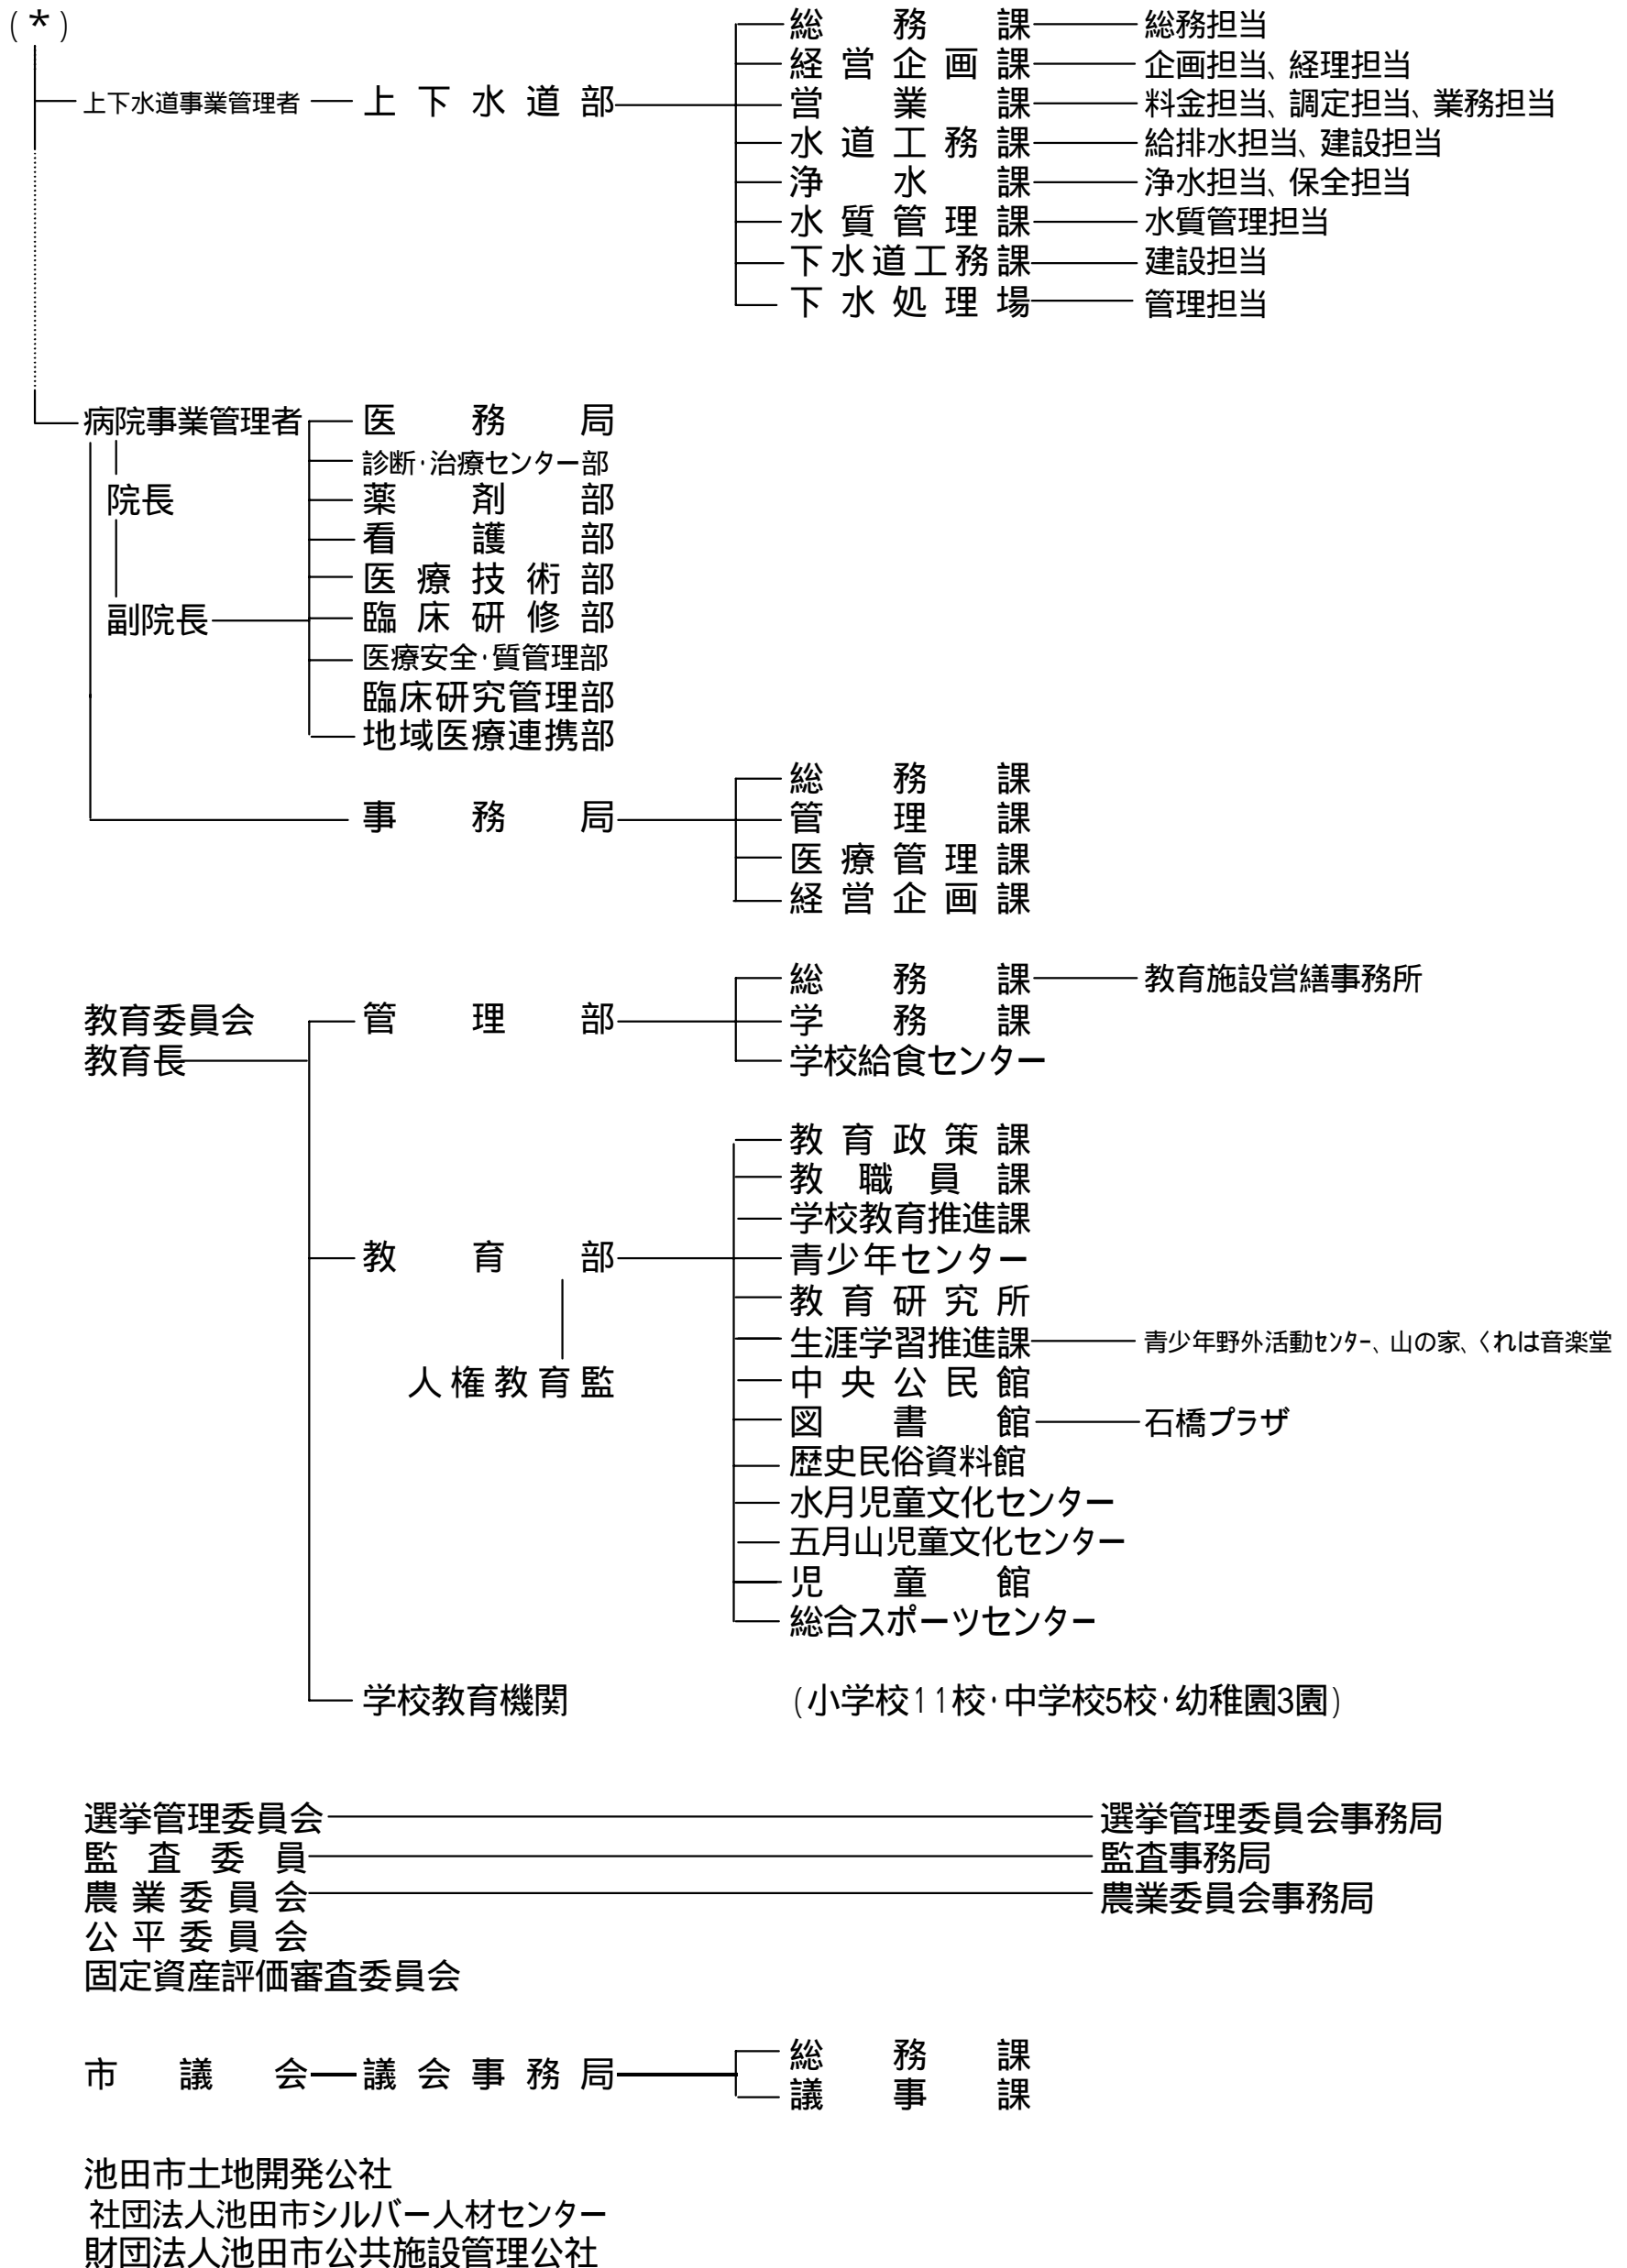 (*)
総務課 総務担当
経営企画課 企画担当、経理担当
上下水道事業管理者 上下水道部 営業課 料金担当、調定担当、業務担当
水道工務課 給排水担当、建設担当
浄水課 浄水担当、保全担当
水質管理課 水質管理担当
下水道工務課 建設担当
下水処理場 管理担当
病院事業管理者 医務局
診断・治療センター部
院長 薬剤部
看護部
医療技術部
副院長 臨床研修部
医療安全・質管理部
臨床研究管理部
地域医療連携部
総務課
事務局 管理課
医療管理課
経営企画課
総務課 教育施設営繕事務所
教育委員会 管理部 学務課
教育長 学校給食センター
教育政策課
教職員課
学校教育推進課
教育部 青少年センター
教育研究所
生涯学習推進課 青少年野外活動センター、山の家、くれは音楽堂
人権教育監 中央公民館
図書館 石橋プラザ
歴史民俗資料館
水月児童文化センター
五月山児童文化センター
児童館
総合スポーツセンター
学校教育機関 (小学校11校・中学校5校・幼稚園3園)
選挙管理委員会 選挙管理委員会事務局
監査委員 監査事務局
農業委員会 農業委員会事務局
公平委員会
固定資産評価審査委員会
総務課
市議会 議会事務局
議事課
池田市土地開発公社
社団法人池田市シルバー人材センター
財団法人池田市公共施設管理公社